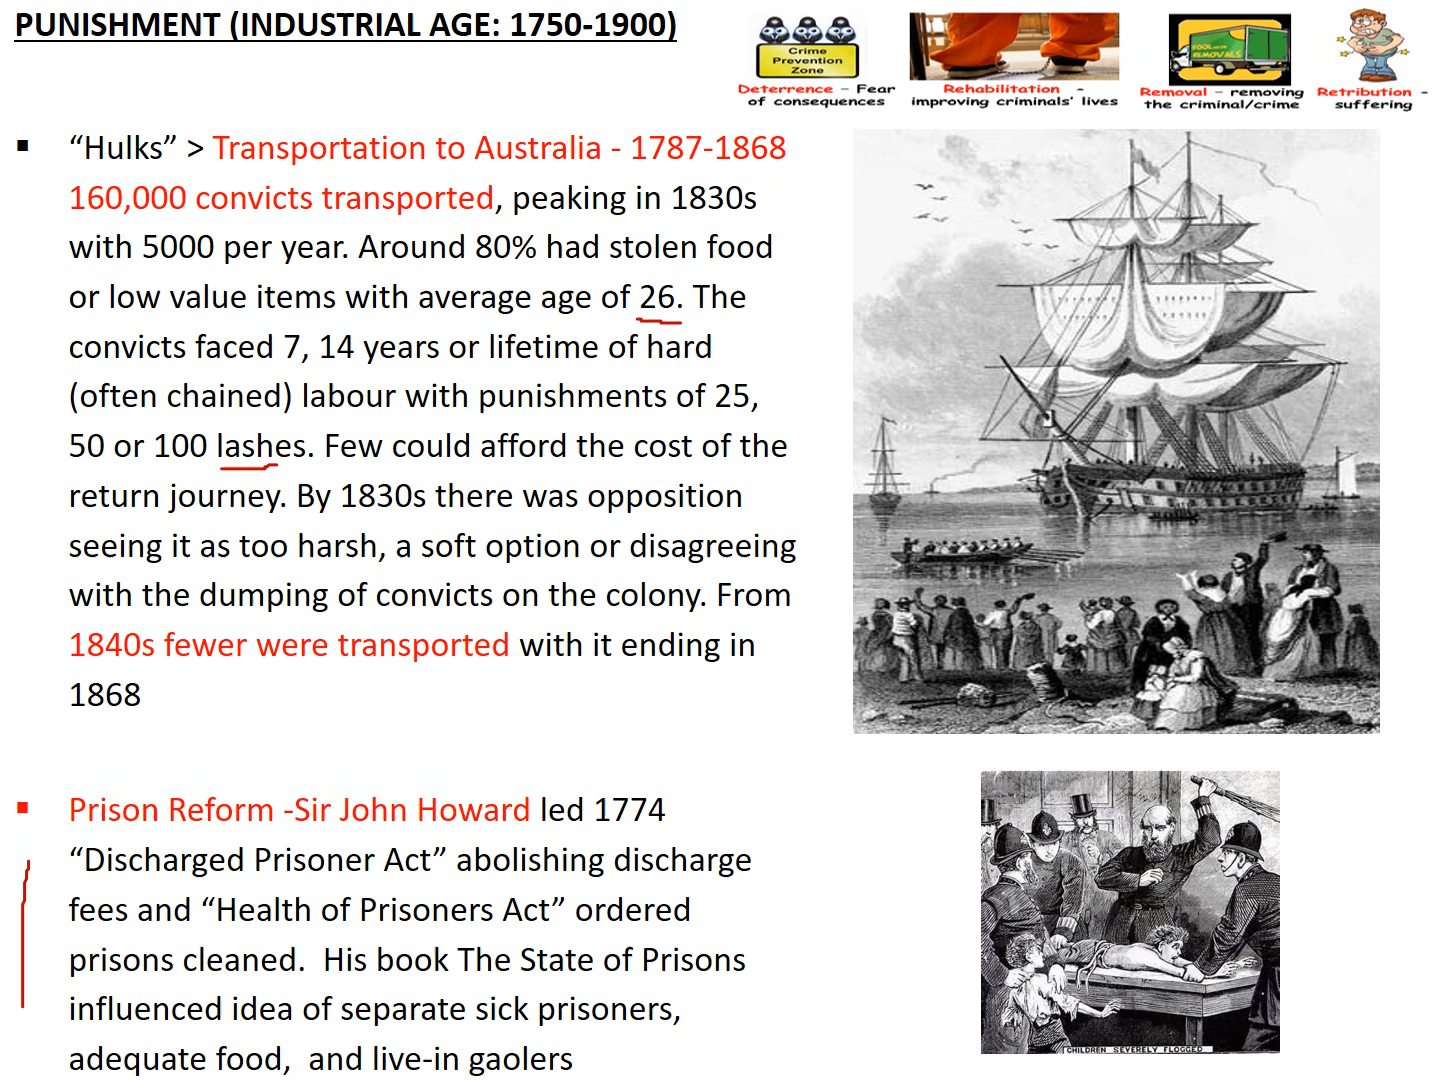 PUNISHMENT (INDUSTRIAL AGE: 1750-1900)
Crime
Prevention
Zone
Deterrence – Fear
of consequences
Rehabilitation -
improving criminals' lives
REMOVALS
Removal – removing
the criminal/crime
Retribution -
suffering
▪ “Hulks” > Transportation to Australia - 1787-1868
160,000 convicts transported, peaking in 1830s
with 5000 per year. Around 80% had stolen food
or low value items with average age of 26. The
convicts faced 7, 14 years or lifetime of hard
(often chained) labour with punishments of 25,
50 or 100 lashes. Few could afford the cost of the
return journey. By 1830s there was opposition
seeing it as too harsh, a soft option or disagreeing
with the dumping of convicts on the colony. From
1840s fewer were transported with it ending in
1868
▪ Prison Reform -Sir John Howard led 1774
“Discharged Prisoner Act” abolishing discharge
fees and “Health of Prisoners Act” ordered
prisons cleaned.  His book The State of Prisons
influenced idea of separate sick prisoners,
adequate food,  and live-in gaolers
CHILDREN SEVERELY FLOGGED